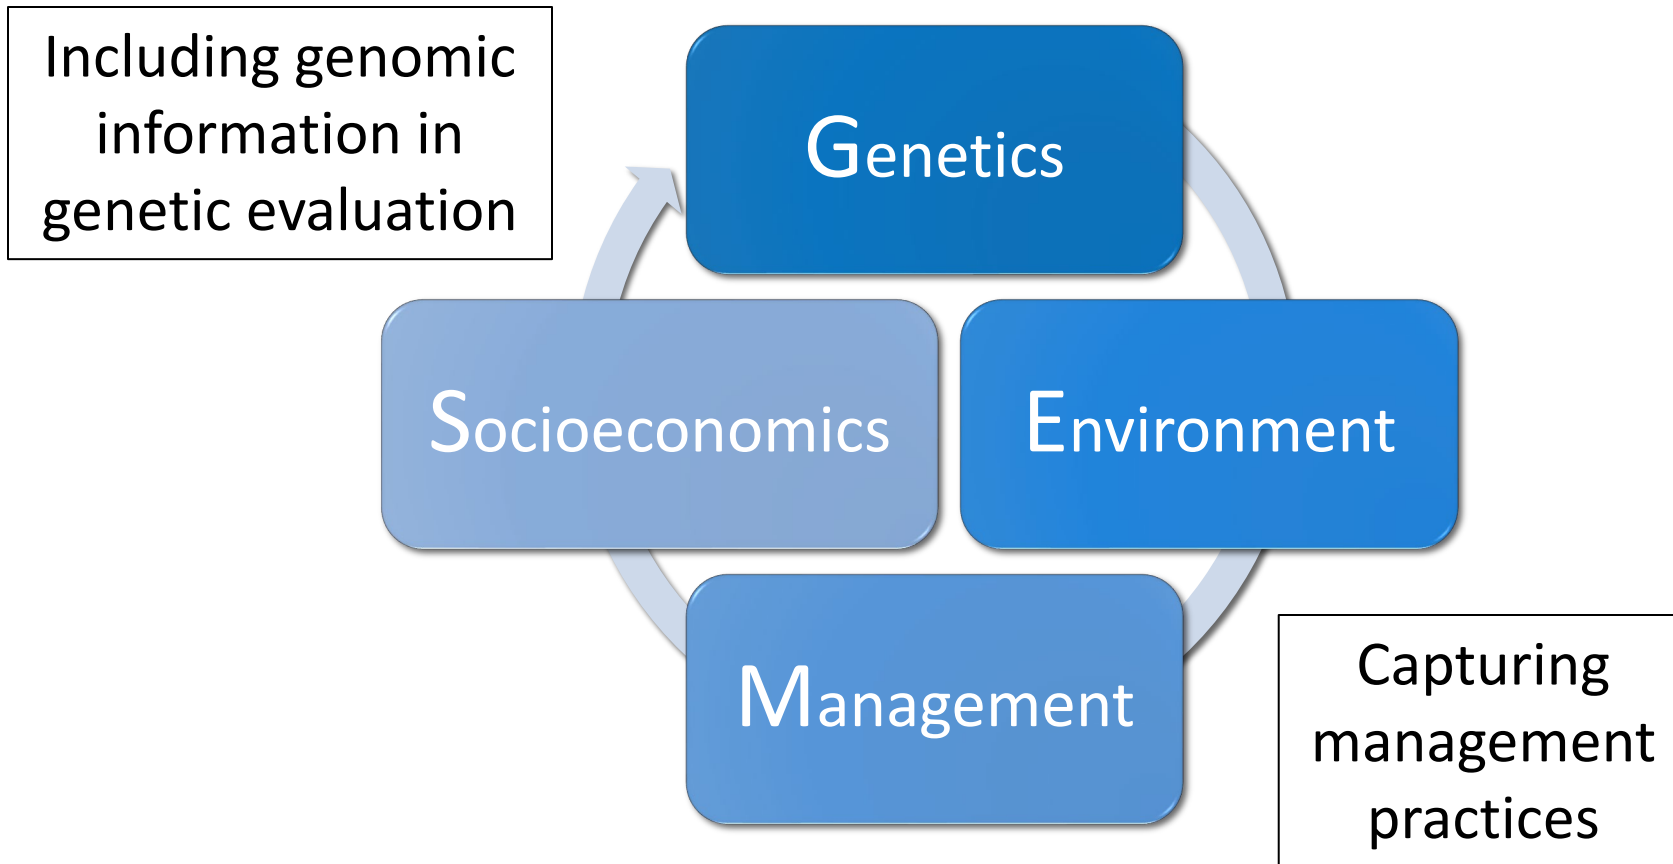 Including genomic
information in
genetic evaluation
Genetics
Socioeconomics
Environment
Management
Capturing
management
practices